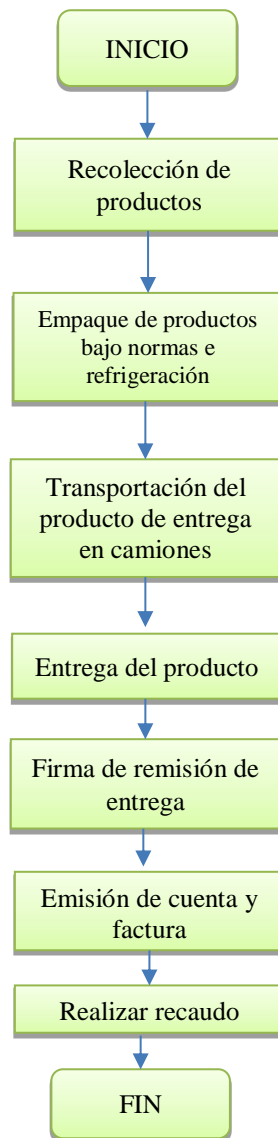 INICIO
Recolección de
productos
Empaque de productos
bajo normas e
refrigeración
Transportación del
producto de entrega
en camiones
Entrega del producto
Firma de remisión de
entrega
Emisión de cuenta y
factura
Realizar recaudo
FIN